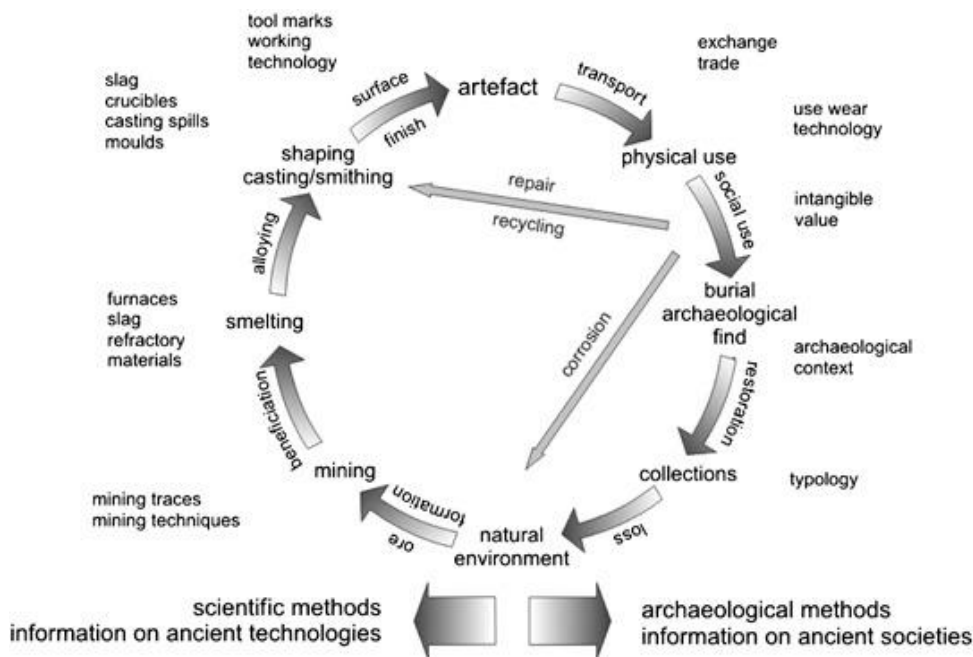 tool marks
working
technology
exchange
trade
slag
crucibles
casting spills
moulds
surface
finish
artefact
transport
use wear
technology
shaping
casting/smithing
physical use
repair
recycling
social use
intangible
value
alloying
burial
archaeological
find
furnaces
slag
refractory
materials
smelting
corrosion
archaeological
context
beneficiation
restoration
mining
collections
typology
mining traces
mining techniques
formation
ore
natural
environment
loss
scientific methods
information on ancient technologies
archaeological methods
information on ancient societies